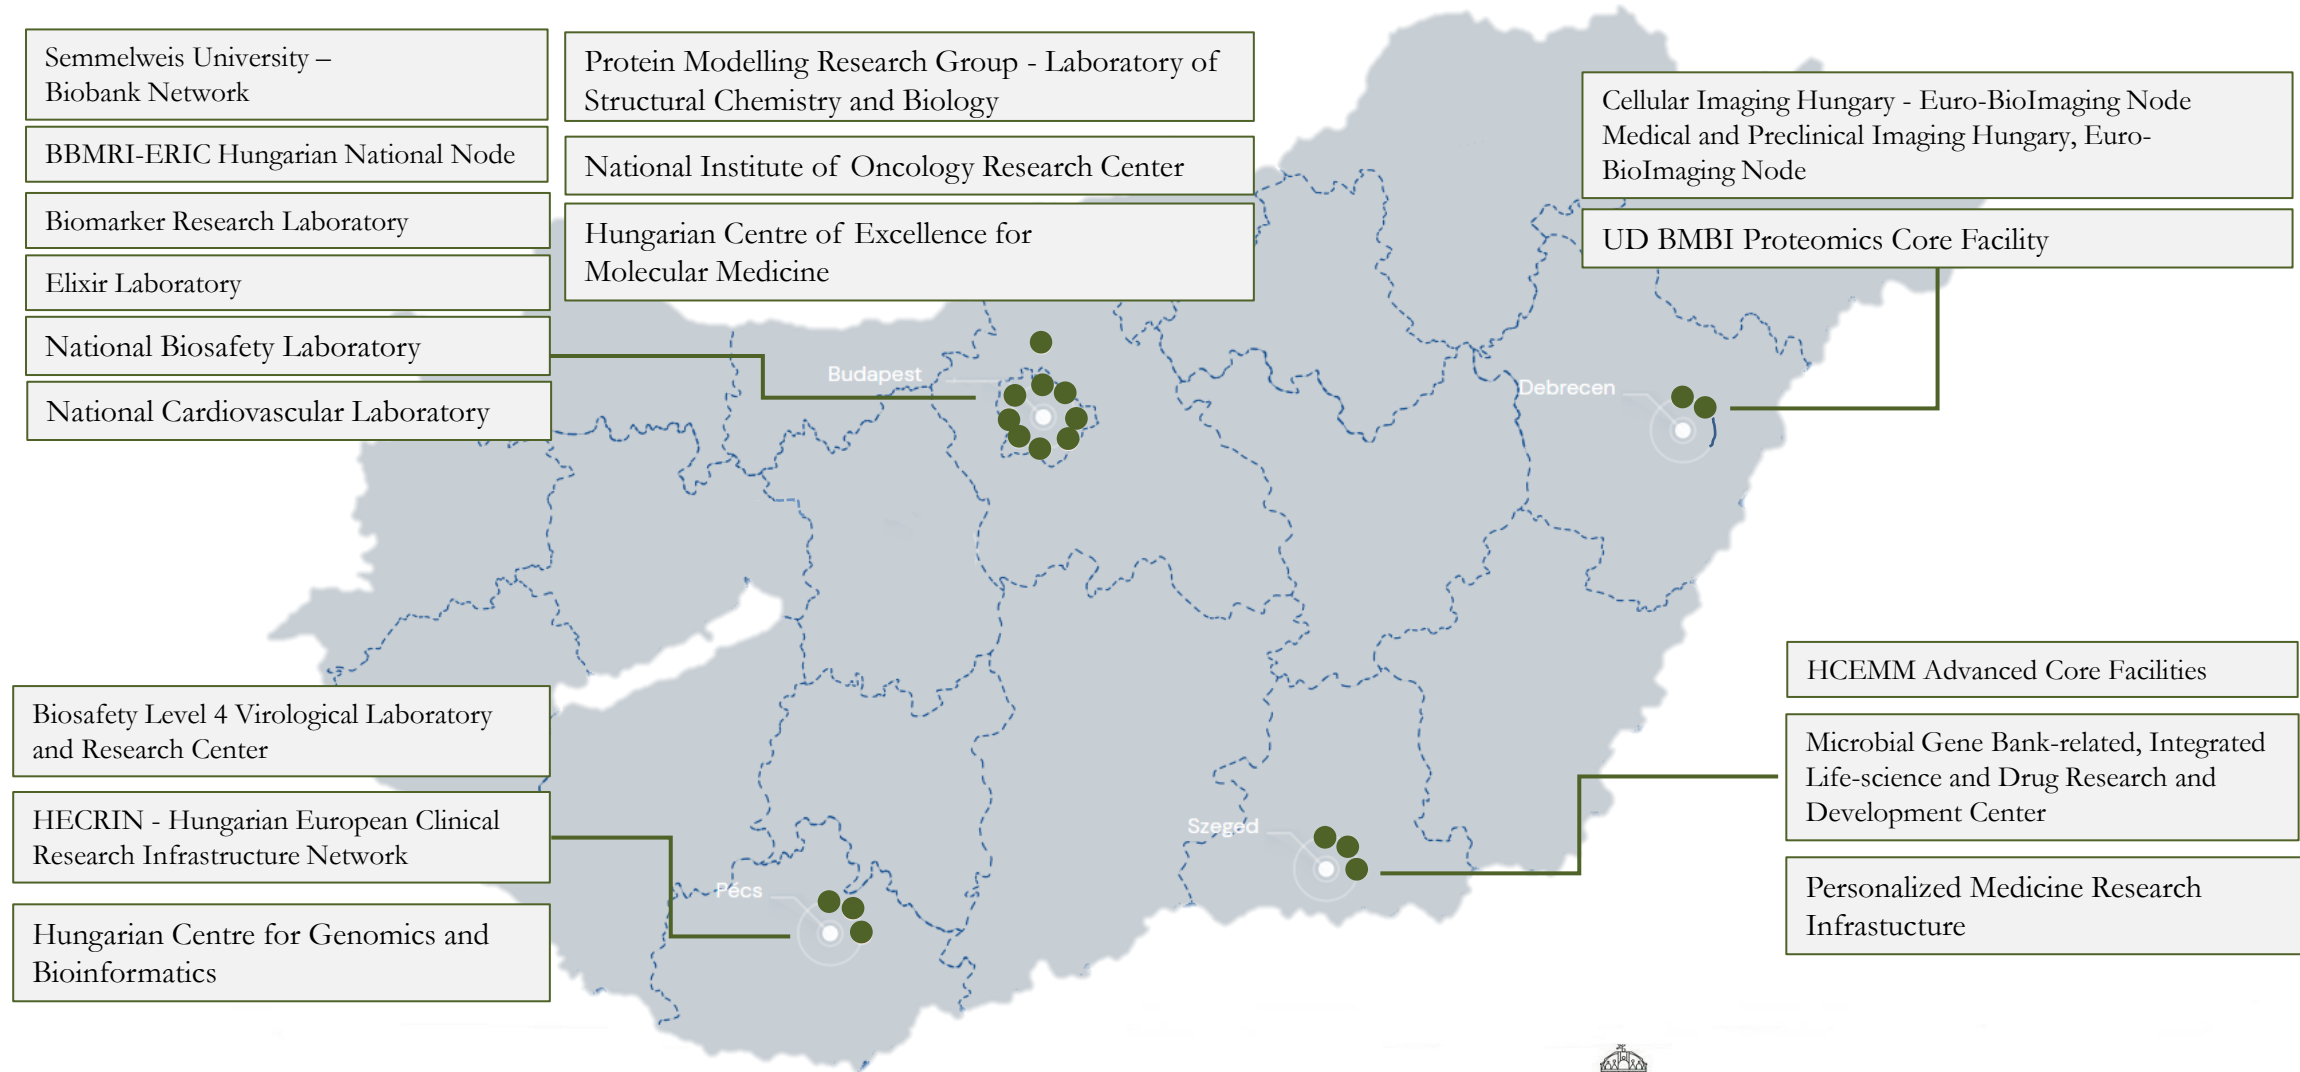 Semmelweis University –
Biobank Network
BBMRI-ERIC Hungarian National Node
Biomarker Research Laboratory
Elixir Laboratory
National Biosafety Laboratory
National Cardiovascular Laboratory
Protein Modelling Research Group - Laboratory of
Structural Chemistry and Biology
National Institute of Oncology Research Center
Hungarian Centre of Excellence for
Molecular Medicine
Cellular Imaging Hungary - Euro-BioImaging Node
Medical and Preclinical Imaging Hungary, Euro-
BioImaging Node
UD BMBI Proteomics Core Facility
Budapest
Debrecen
Biosafety Level 4 Virological Laboratory
and Research Center
HECRIN - Hungarian European Clinical
Research Infrastructure Network
Hungarian Centre for Genomics and
Bioinformatics
Pécs
Szeged
HCEMM Advanced Core Facilities
Microbial Gene Bank-related, Integrated
Life-science and Drug Research and
Development Center
Personalized Medicine Research
Infrastucture